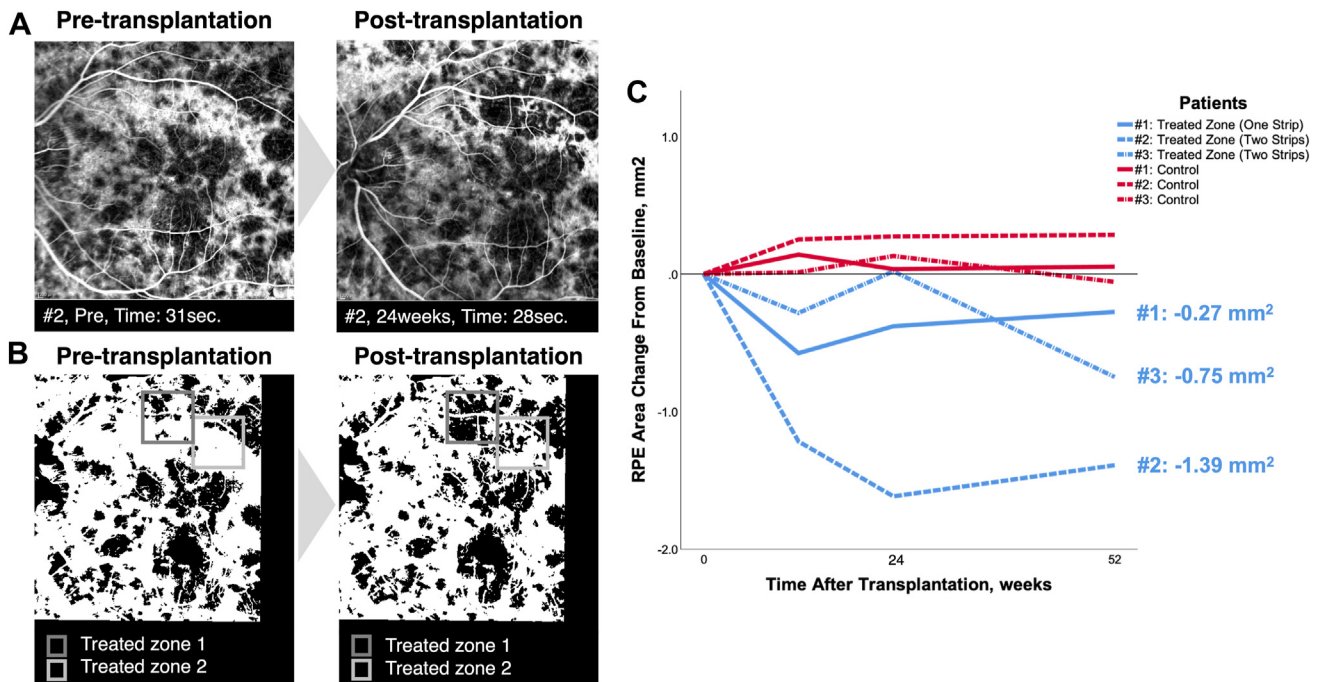 A
Pre-transplantation
Post-transplantation
#2, Pre, Time: 31sec.
#2, 24weeks, Time: 28sec.
B
Pre-transplantation
Post-transplantation
Treated zone 1
Treated zone 2
Treated zone 1
Treated zone 2
C
Patients
#1: Treated Zone (One Strip)
#2: Treated Zone (Two Strips)
#3: Treated Zone (Two Strips)
#1: Control
#2: Control
#3: Control
RPE Area Change From Baseline, mm2
1.0
.0
-1.0
-2.0
#1: -0.27 mm²
#3: -0.75 mm²
#2: -1.39 mm²
0
24
52
Time After Transplantation, weeks